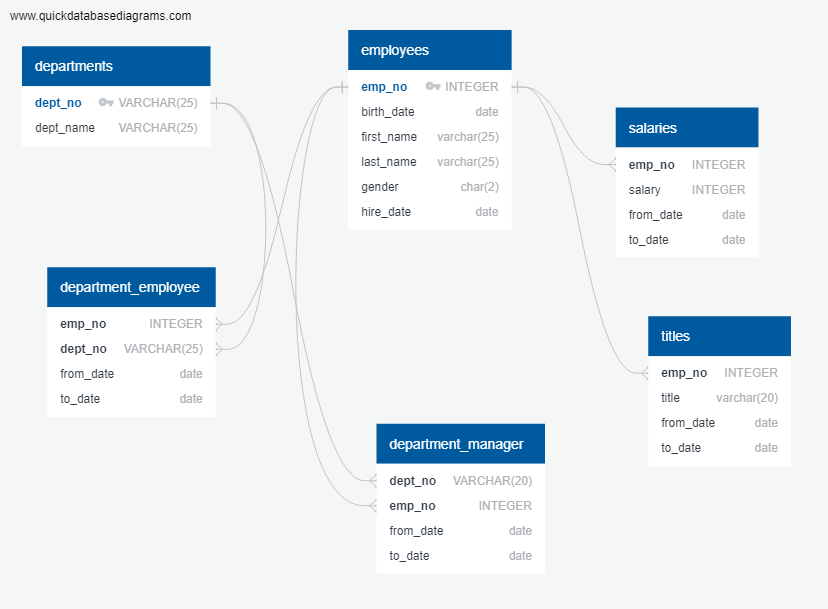 www.quickdatabasediagrams.com
departments
dept_no VARCHAR(25)
dept_name VARCHAR(25)
employees
emp_no INTEGER
birth_date date
first_name varchar(25)
last_name varchar(25)
gender char(2)
hire_date date
salaries
emp_no INTEGER
salary INTEGER
from_date date
to_date date
department_employee
emp_no INTEGER
dept_no VARCHAR(25)
from_date date
to_date date
titles
emp_no INTEGER
title varchar(20)
from_date date
to_date date
department_manager
dept_no VARCHAR(20)
emp_no INTEGER
from_date date
to_date date